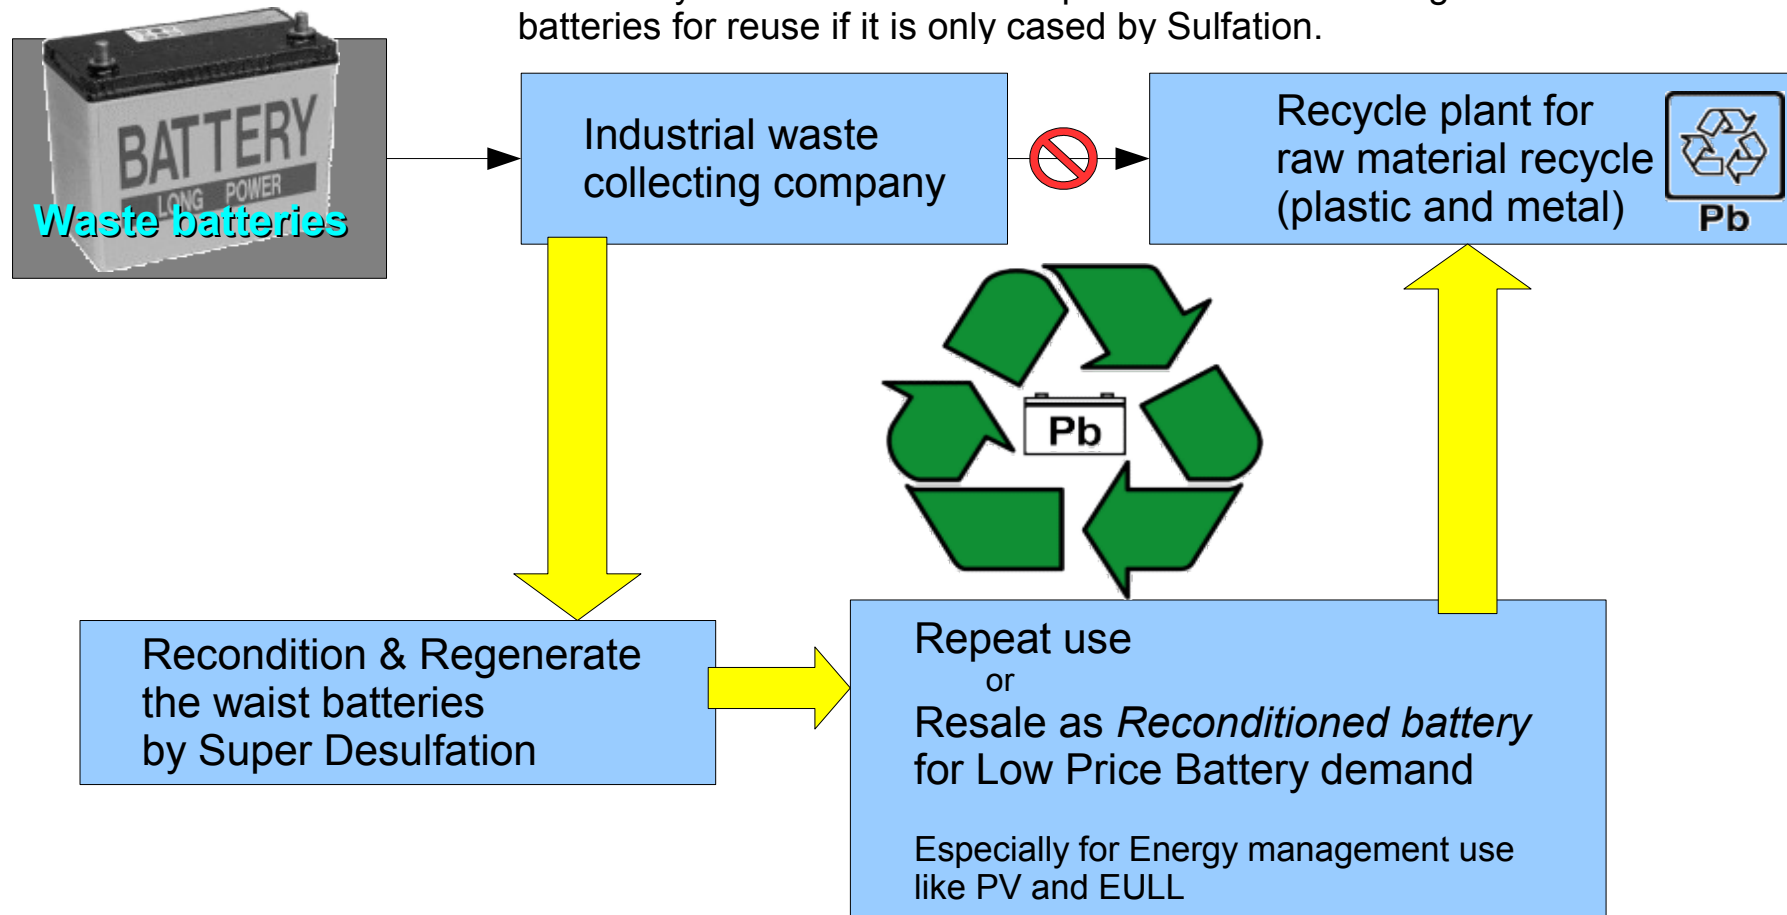 batteries for reuse if it is only cased by Sulfation.
BATTERY
LONG POWER
Waste batteries
Industrial waste
collecting company
Recycle plant for
raw material recycle
(plastic and metal)
Pb
Pb
Recondition & Regenerate
the waist batteries
by Super Desulfation
Repeat use
or
Resale as Reconditioned battery
for Low Price Battery demand
Especially for Energy management use
like PV and EULL